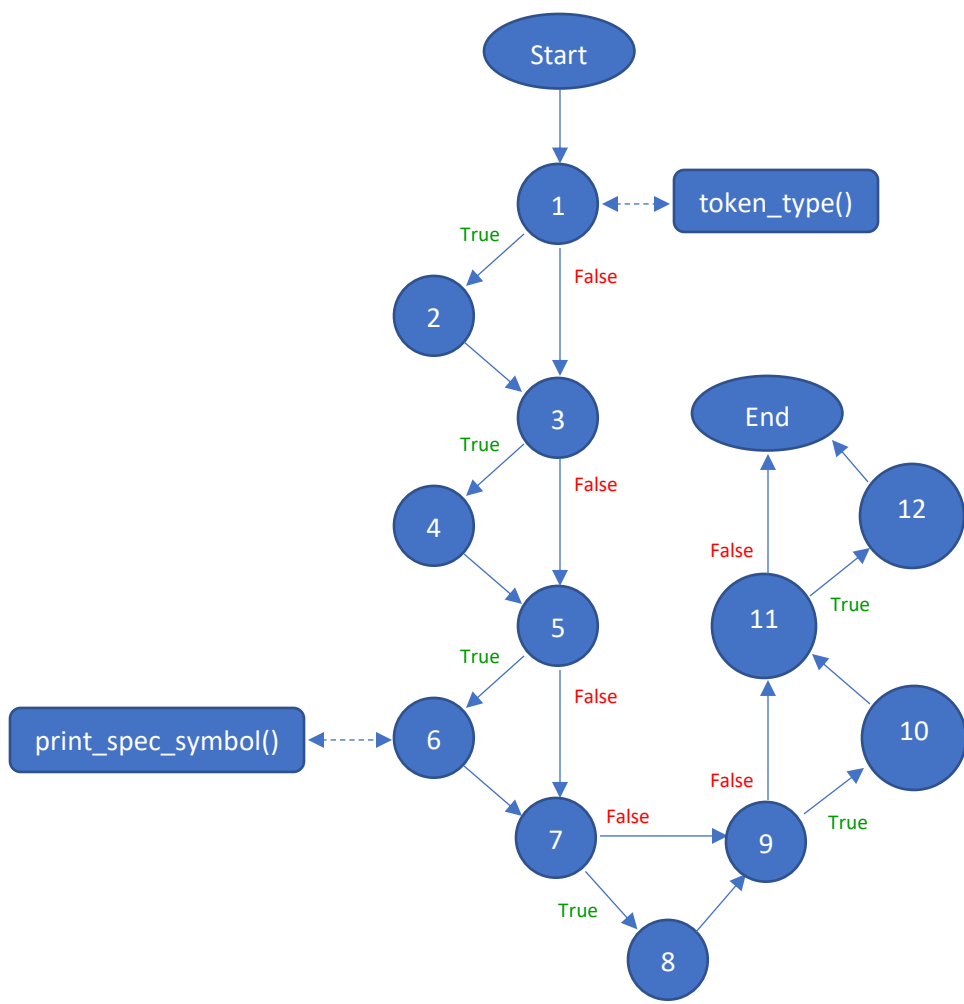 Start
1
token_type()
True
False
2
3
End
True
False
4
12
False
True
5
11
True
False
print_spec_symbol()
6
10
False
False
True
7
9
True
8